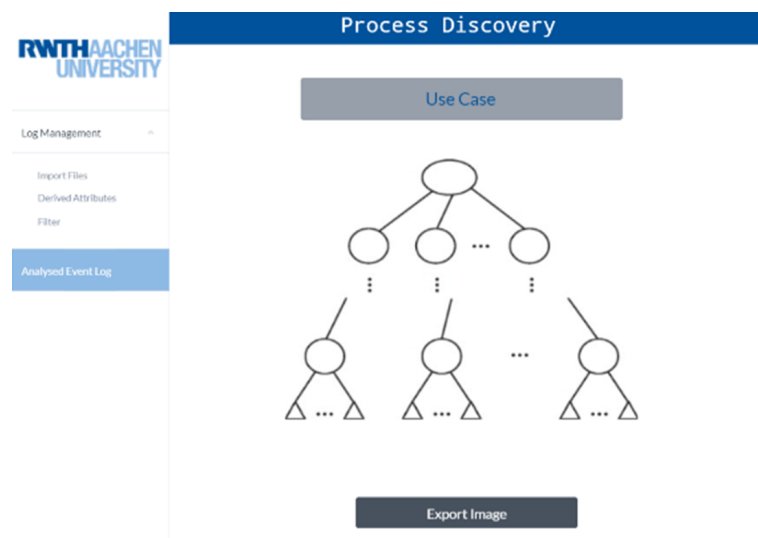 Process Discovery
RWTHAACHEN
UNIVERSITY
Use Case
Log Management
Import Files
Derived Attributes
Filter
Analysed Event Log
Export Image